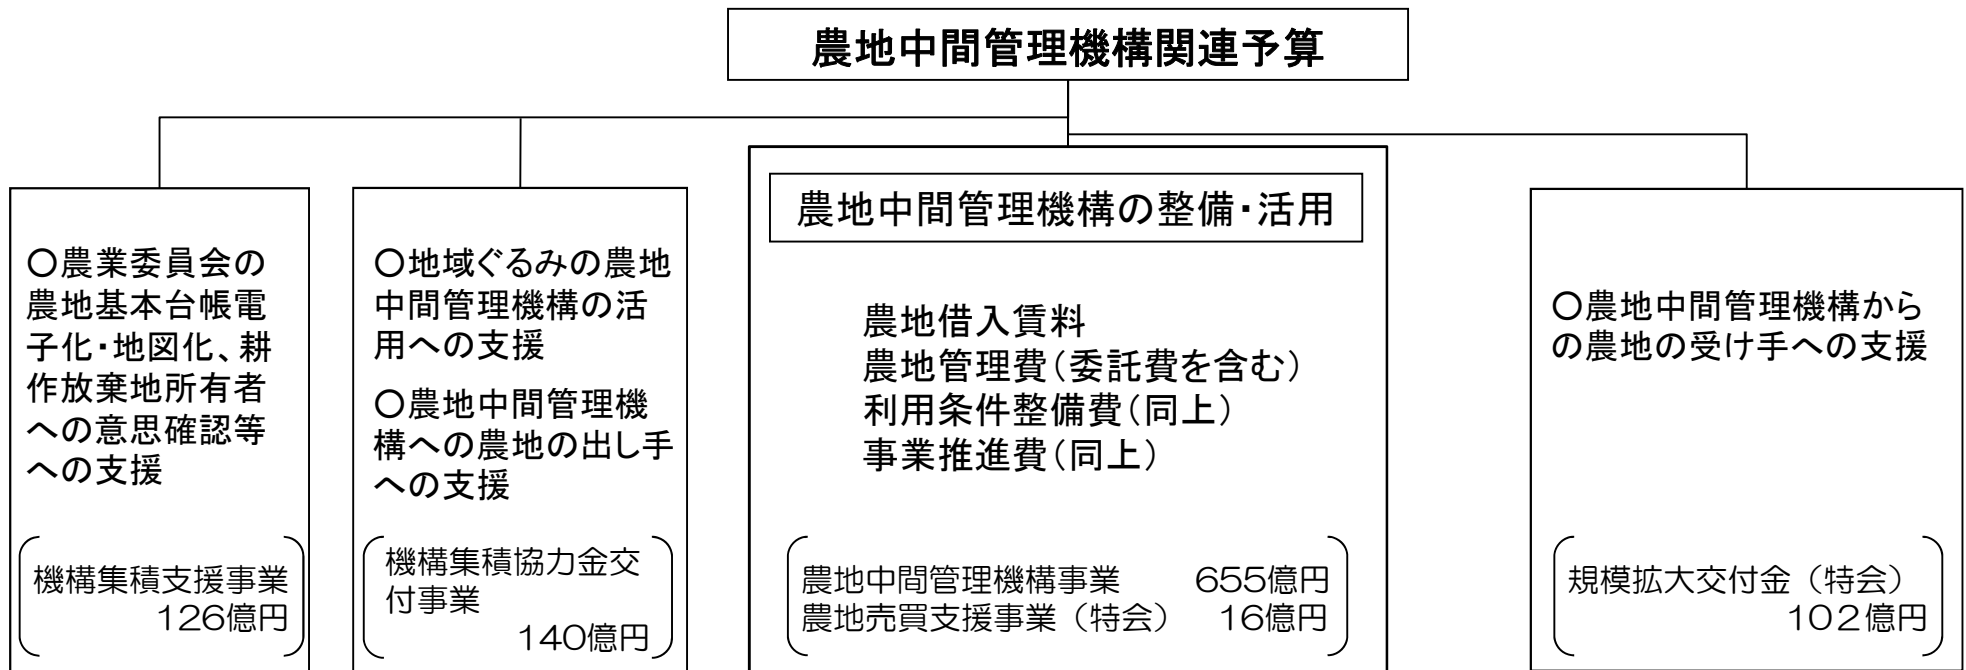 農地中間管理機構関連予算
〇農業委員会の
農地基本台帳電
子化・地図化、耕
作放棄地所有者
への意思確認等
への支援
機構集積支援事業
126億円
〇地域ぐるみの農地
中間管理機構の活
用への支援
〇農地中間管理機
構への農地の出し手
への支援
機構集積協力金交
付事業
140億円
農地中間管理機構の整備・活用
農地借入賃料
農地管理費（委託費を含む）
利用条件整備費（同上）
事業推進費（同上）
農地中間管理機構事業 655億円
農地売買支援事業（特会） 16億円
〇農地中間管理機構から
の農地の受け手への支援
規模拡大交付金（特会）
102億円